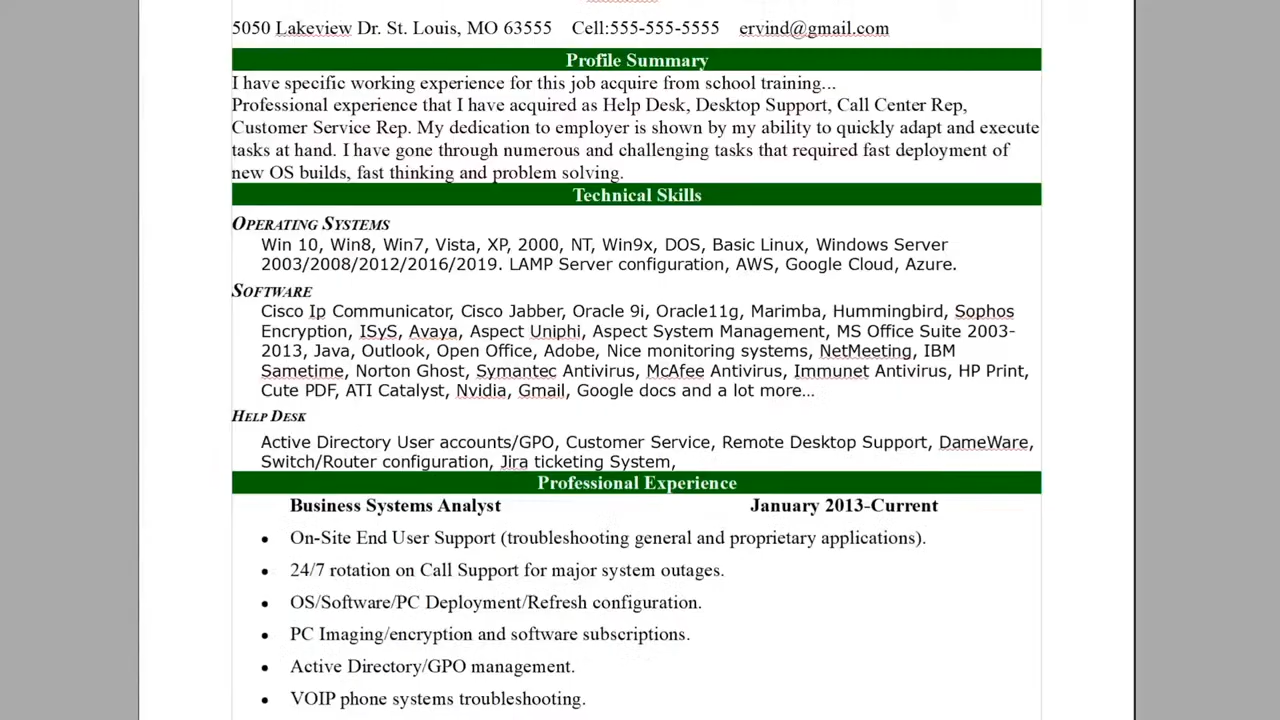 5050 Lakeview Dr. St. Louis, MO 63555 Cell:555-555-5555 ervind@gmail.com
Profile Summary
I have specific working experience for this job acquire from school training...
Professional experience that I have acquired as Help Desk, Desktop Support, Call Center Rep,
Customer Service Rep. My dedication to employer is shown by my ability to quickly adapt and execute
tasks at hand. I have gone through numerous and challenging tasks that required fast deployment of
new OS builds, fast thinking and problem solving.
Technical Skills
Operating Systems
Win 10, Win8, Win7, Vista, XP, 2000, NT, Win9x, DOS, Basic Linux, Windows Server
2003/2008/2012/2016/2019. LAMP Server configuration, AWS, Google Cloud, Azure.
Software
Cisco Ip Communicator, Cisco Jabber, Oracle 9i, Oracle11g, Marimba, Hummingbird, Sophos
Encryption, ISyS, Avaya, Aspect Uniphi, Aspect System Management, MS Office Suite 2003-
2013, Java, Outlook, Open Office, Adobe, Nice monitoring systems, NetMeeting, IBM
Sametime, Norton Ghost, Symantec Antivirus, McAfee Antivirus, Immunet Antivirus, HP Print,
Cute PDF, ATI Catalyst, Nvidia, Gmail, Google docs and a lot more...
Help Desk
Active Directory User accounts/GPO, Customer Service, Remote Desktop Support, DameWare,
Switch/Router configuration, Jira ticketing System,
Professional Experience
Business Systems Analyst January 2013-Current
• On-Site End User Support (troubleshooting general and proprietary applications).
• 24/7 rotation on Call Support for major system outages.
• OS/Software/PC Deployment/Refresh configuration.
• PC Imaging/encryption and software subscriptions.
• Active Directory/GPO management.
• VOIP phone systems troubleshooting.